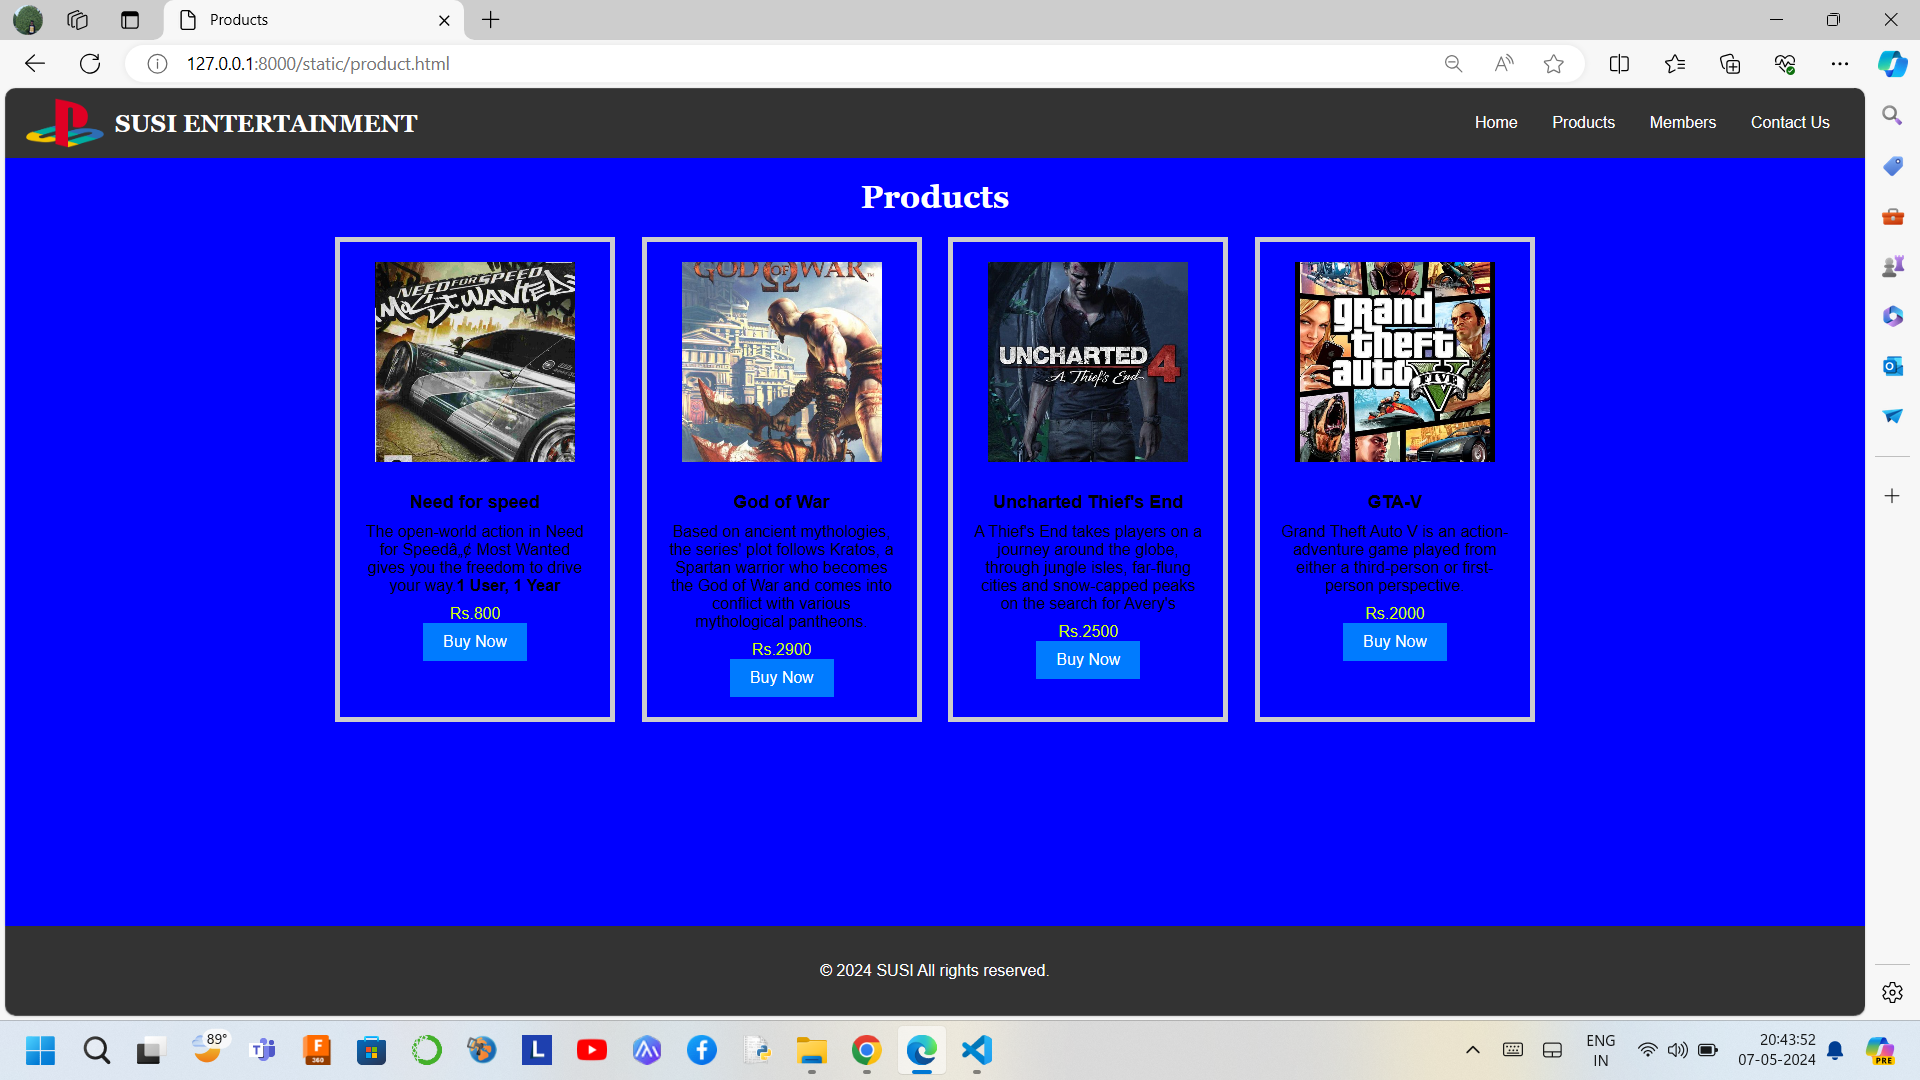 Products
127.0.0.1:8000/static/product.html
SUSI ENTERTAINMENT
Home
Products
Members
Contact Us
Products
NEED FOR SPEED
MOST WANTED
GOD OF WAR
UNCHARTED 4
A Thief's End
grand
theft
auto V
FIVE
Need for speed
The open-world action in Need
for Speedâ„¢ Most Wanted
gives you the freedom to drive
your way.1 User, 1 Year
Rs.800
Buy Now
God of War
Based on ancient mythologies,
the series' plot follows Kratos, a
Spartan warrior who becomes
the God of War and comes into
conflict with various
mythological pantheons.
Rs.2900
Buy Now
Uncharted Thief's End
A Thief's End takes players on a
journey around the globe,
through jungle isles, far-flung
cities and snow-capped peaks
on the search for Avery's
Rs.2500
Buy Now
GTA-V
Grand Theft Auto V is an action-
adventure game played from
either a third-person or first-
person perspective.
Rs.2000
Buy Now
© 2024 SUSI All rights reserved.
89°
F
360
L
ENG
IN
20:43:52
07-05-2024
PRE